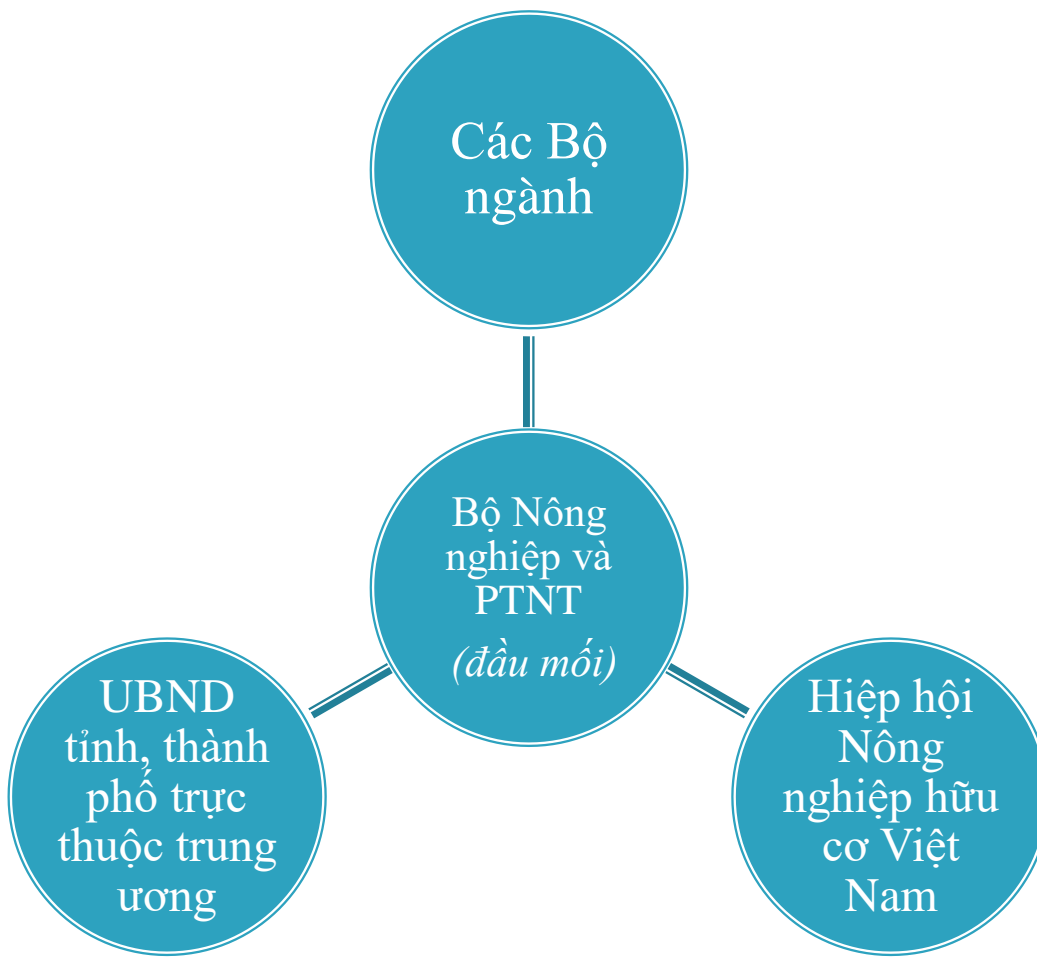 Các Bộ
ngành
Bộ Nông
nghiệp và
PTNT
(đầu mối)
UBND
tỉnh, thành
phố trực
thuộc trung
ương
Hiệp hội
Nông
nghiệp hữu
cơ Việt
Nam